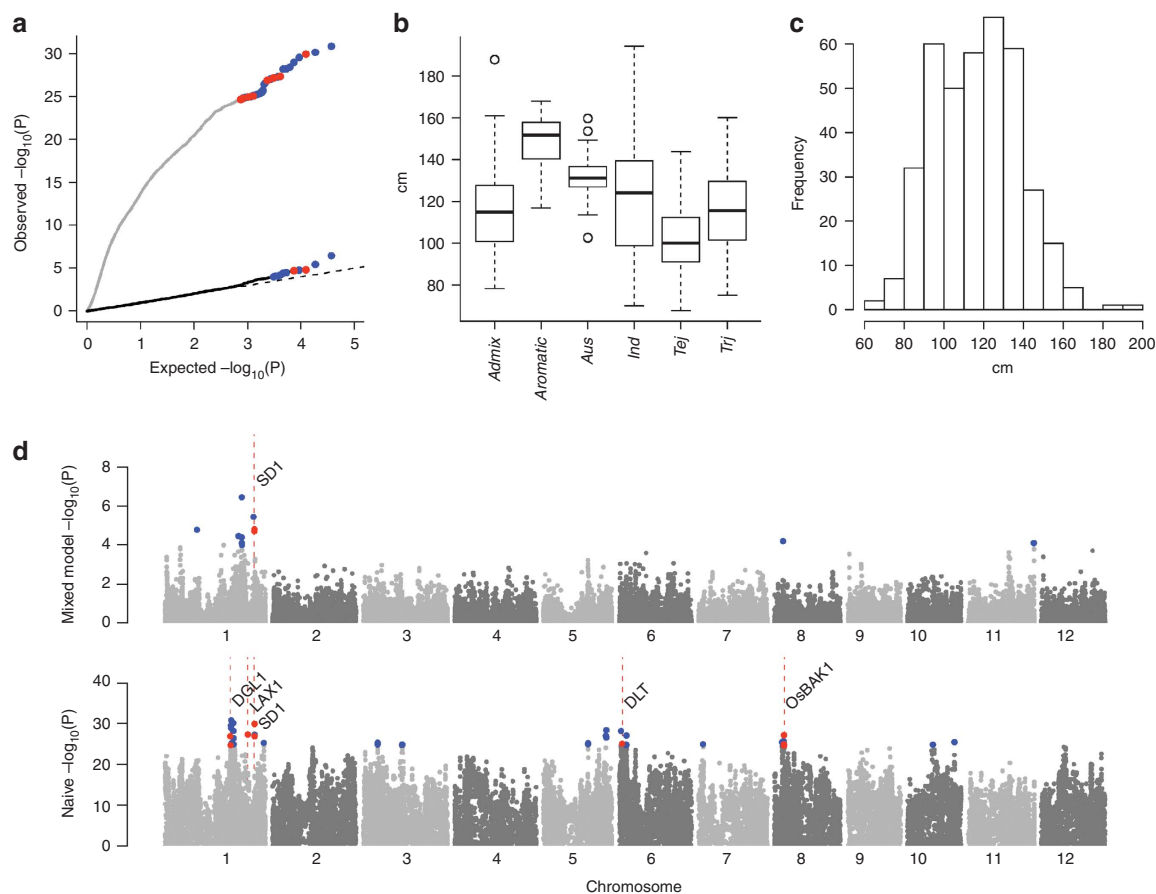 a
30
25
20
15
10
5
0
Observed –log10(P)
0 1 2 3 4 5
Expected –log10(P)
b
180
160
140
120
100
80
cm
Admix
Aromatic
Aus
Ind
Tej
Trj
c
60
50
40
30
20
10
0
Frequency
60 80 100 120 140 160 180 200
cm
d
8
6
4
2
0
Mixed model –log10(P)
SD1
1 2 3 4 5 6 7 8 9 10 11 12
40
30
20
10
0
Naive –log10(P)
DGL1
LAX1
SD1
DLT
OsBAK1
1 2 3 4 5 6 7 8 9 10 11 12
Chromosome